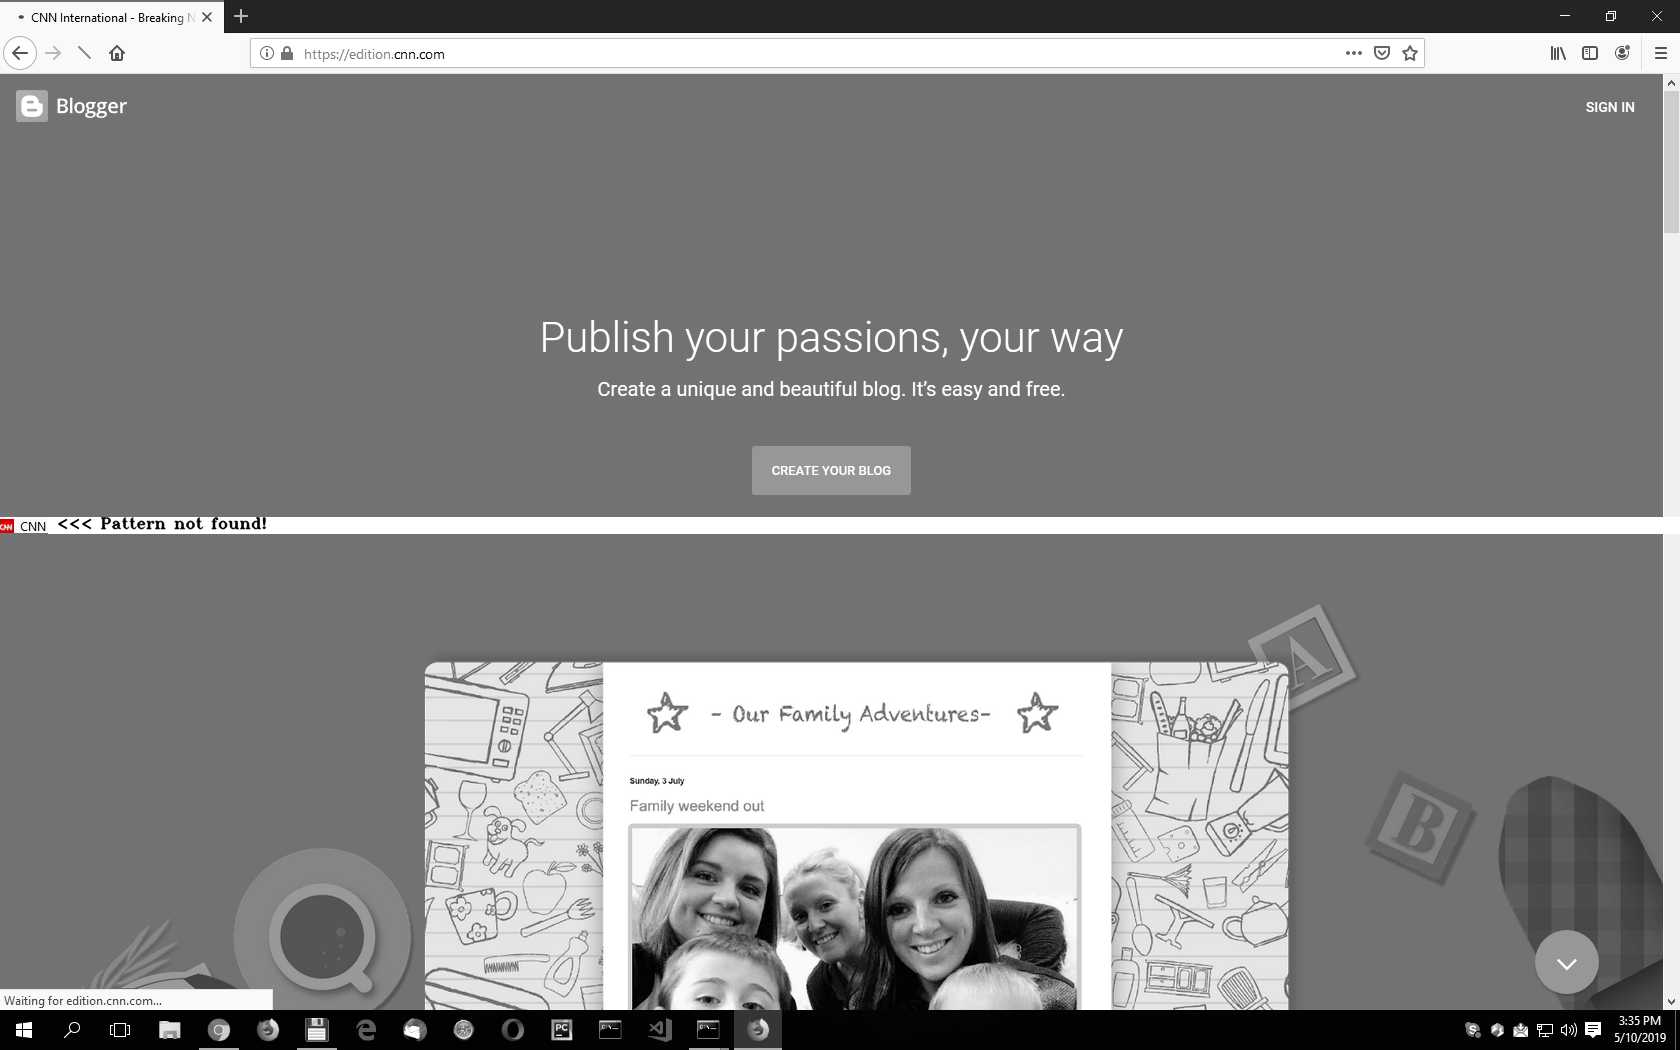 CNN International - Breaking N
https://edition.cnn.com
Blogger
SIGN IN
Publish your passions, your way
Create a unique and beautiful blog. It's easy and free.
CREATE YOUR BLOG
CNN CNN <<< Pattern not found!
- Our Family Adventures-
Sunday, 3 July
Family weekend out
A
B
Waiting for edition.cnn.com...
PC
3:35 PM
5/10/2019